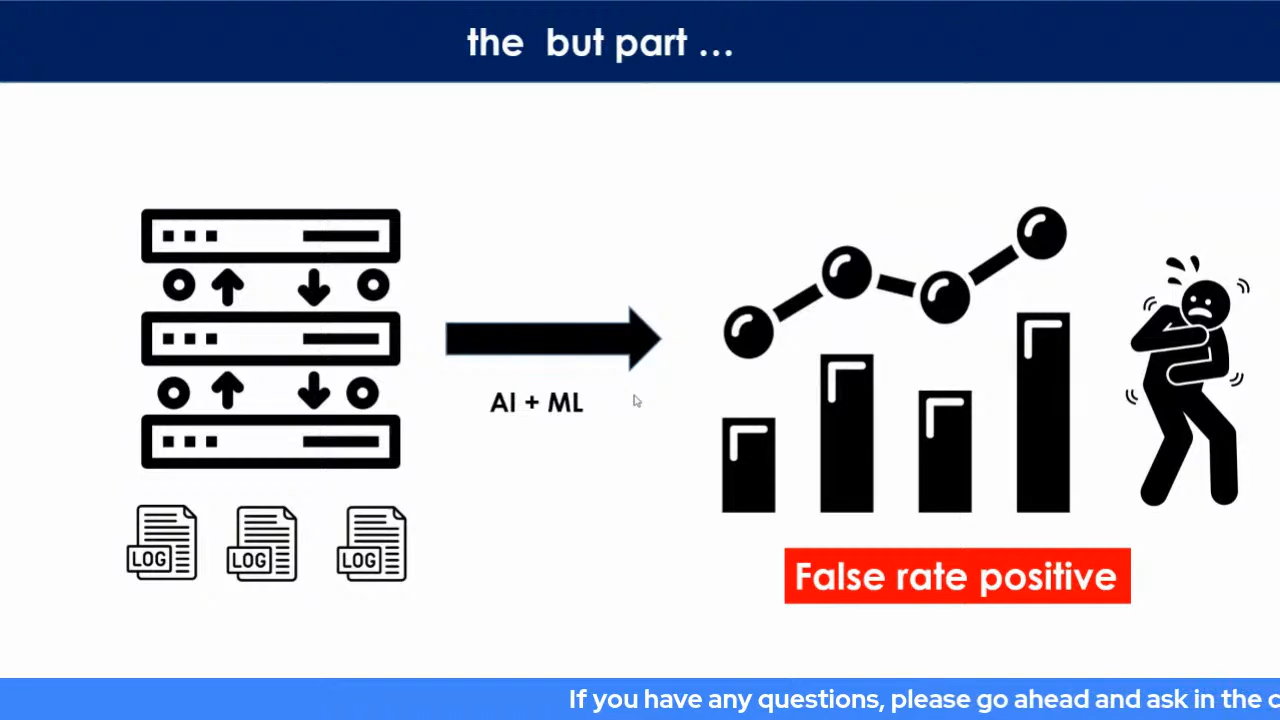 the but part ...
AI + ML
LOG
LOG
LOG
False rate positive
If you have any questions, please go ahead and ask in the